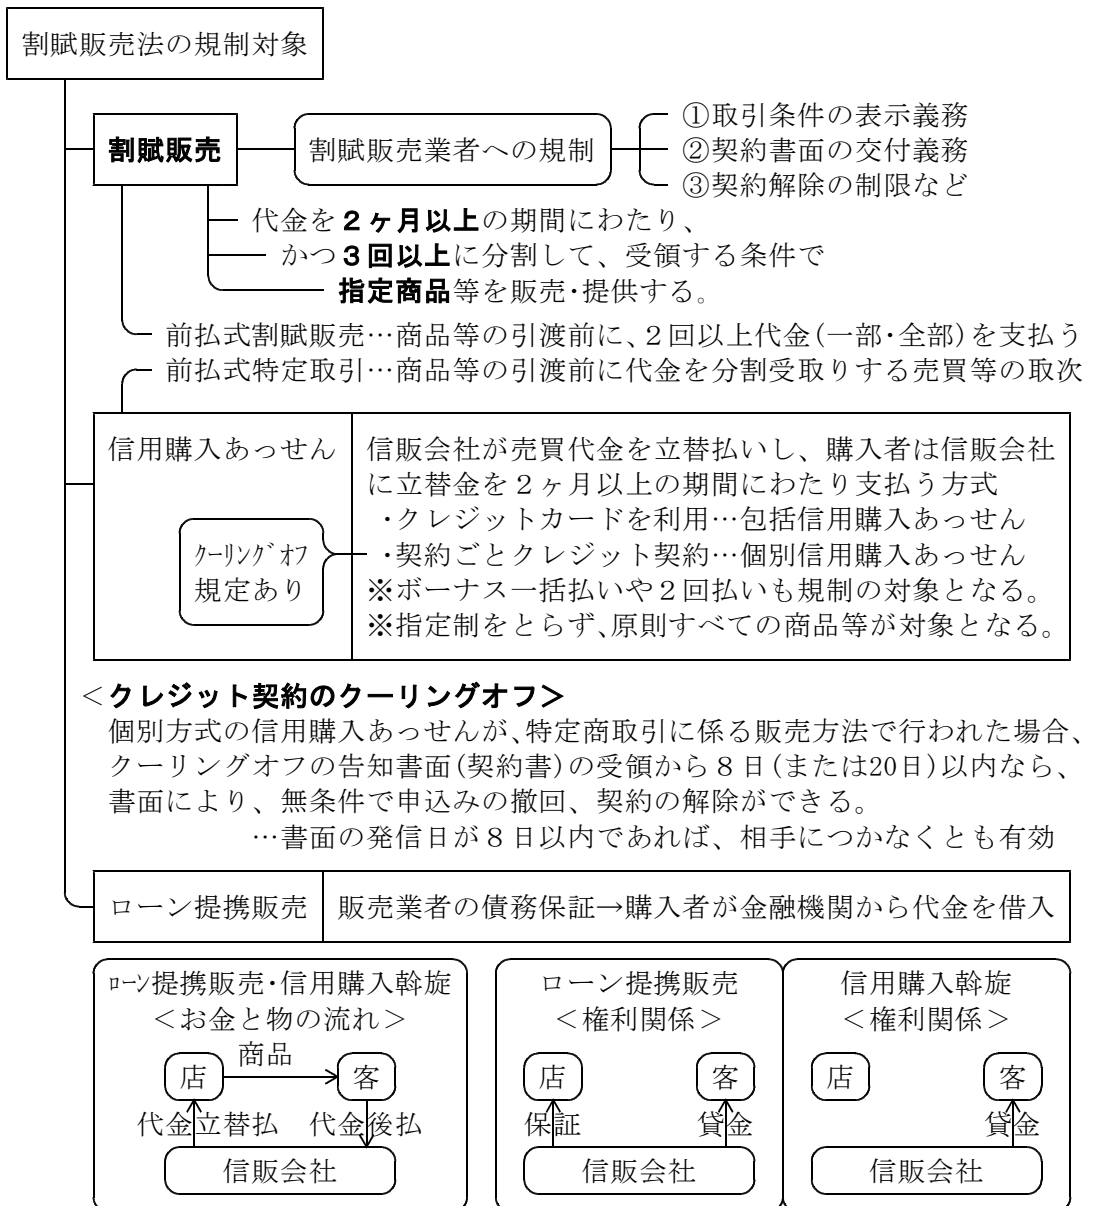 割賦販売法の規制対象
割賦販売
割賦販売業者への規制
①取引条件の表示義務
②契約書面の交付義務
③契約解除の制限など
代金を２ヶ月以上の期間にわたり、
かつ３回以上に分割して、受領する条件で
指定商品等を販売・提供する。
前払式割賦販売…商品等の引渡前に、２回以上代金(一部・全部)を支払う
前払式特定取引…商品等の引渡前に代金を分割受取りする売買等の取次
信用購入あっせん
ｸｰﾘﾝｸﾞｵﾌ
規定あり
信販会社が売買代金を立替払いし、購入者は信販会社
に立替金を２ヶ月以上の期間にわたり支払う方式
・クレジットカードを利用…包括信用購入あっせん
・契約ごとクレジット契約…個別信用購入あっせん
※ボーナス一括払いや２回払いも規制の対象となる。
※指定制をとらず、原則すべての商品等が対象となる。
＜クレジット契約のクーリングオフ＞
個別方式の信用購入あっせんが、特定商取引に係る販売方法で行われた場合、
クーリングオフの告知書面(契約書)の受領から８日(または20日)以内なら、
書面により、無条件で申込みの撤回、契約の解除ができる。
…書面の発信日が８日以内であれば、相手につかなくとも有効
ローン提携販売
販売業者の債務保証→購入者が金融機関から代金を借入
ﾛｰﾝ提携販売・信用購入斡旋
＜お金と物の流れ＞
商品
店
客
代金立替払
代金後払
信販会社
ローン提携販売
＜権利関係＞
店
客
保証
貸金
信販会社
信用購入斡旋
＜権利関係＞
店
客
貸金
信販会社